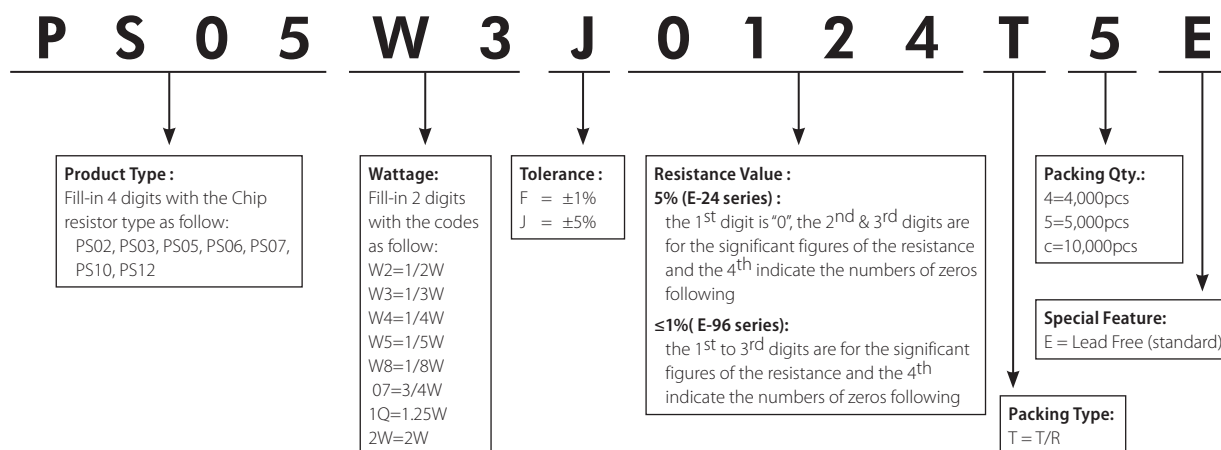 P S 0 5 W 3 J 0 1 2 4 T 5 E
Product Type :
Fill-in 4 digits with the Chip
resistor type as follow:
PS02, PS03, PS05, PS06, PS07,
PS10, PS12
Wattage:
Fill-in 2 digits
with the codes
as follow:
W2=1/2W
W3=1/3W
W4=1/4W
W5=1/5W
W8=1/8W
07=3/4W
1Q=1.25W
2W=2W
Tolerance :
F = ±1%
J = ±5%
Resistance Value :
5% (E-24 series) :
the 1st digit is "0", the 2nd & 3rd digits are
for the significant figures of the resistance
and the 4th indicate the numbers of zeros
following
≤1%( E-96 series):
the 1st to 3rd digits are for the significant
figures of the resistance and the 4th
indicate the numbers of zeros following
Packing Qty.:
4=4,000pcs
5=5,000pcs
c=10,000pcs
Special Feature:
E = Lead Free (standard)
Packing Type:
T = T/R